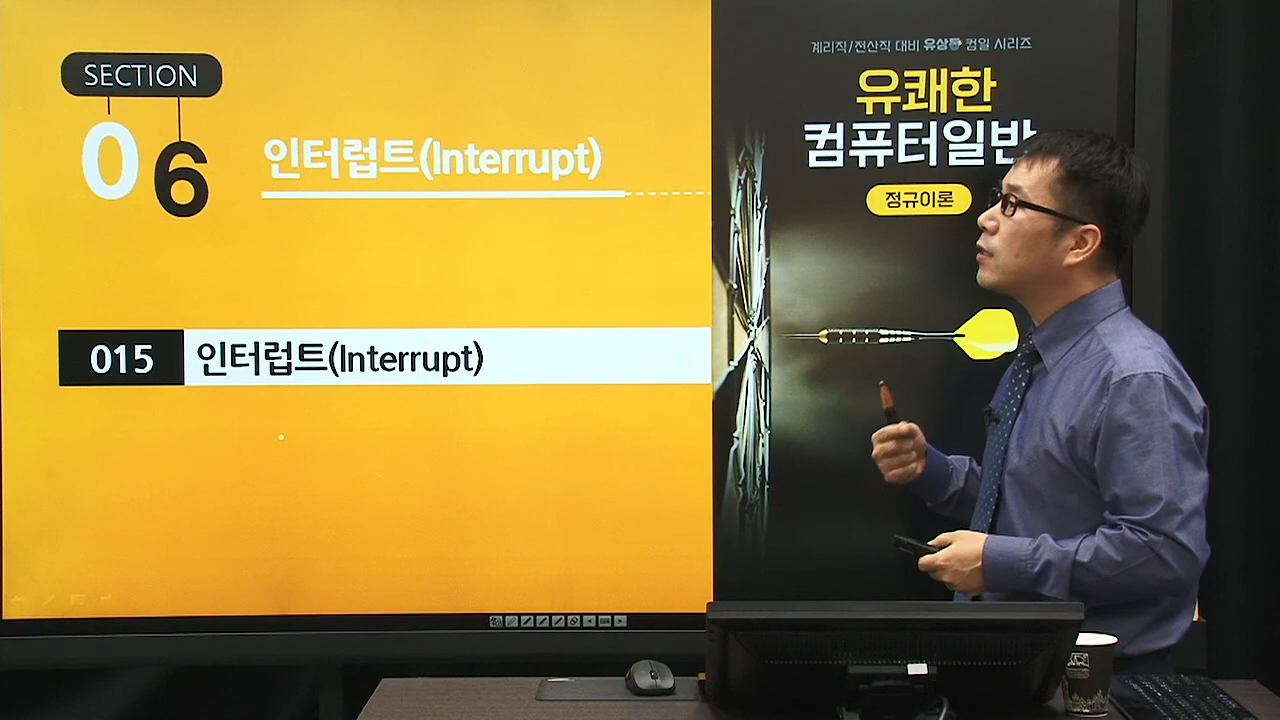 SECTION
06
인터럽트(Interrupt)
015 인터럽트(Interrupt)
계리직/전산직 대비 유상통 컴일 시리즈
유쾌한
컴퓨터일반
정규이론